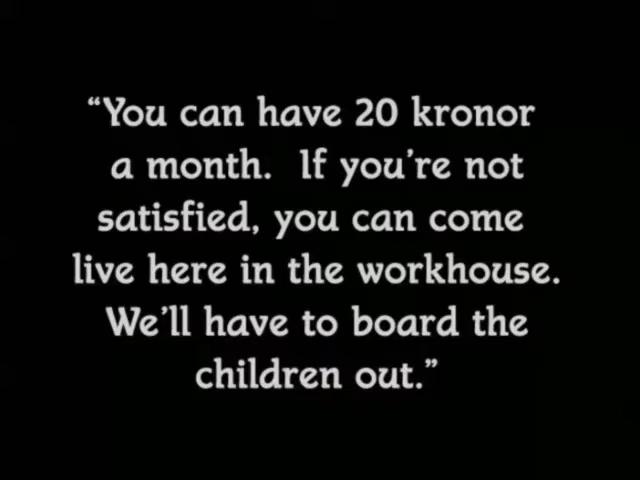 “You can have 20 kronor
a month. If you’re not
satisfied, you can come
live here in the workhouse.
We’ll have to board the
children out.”